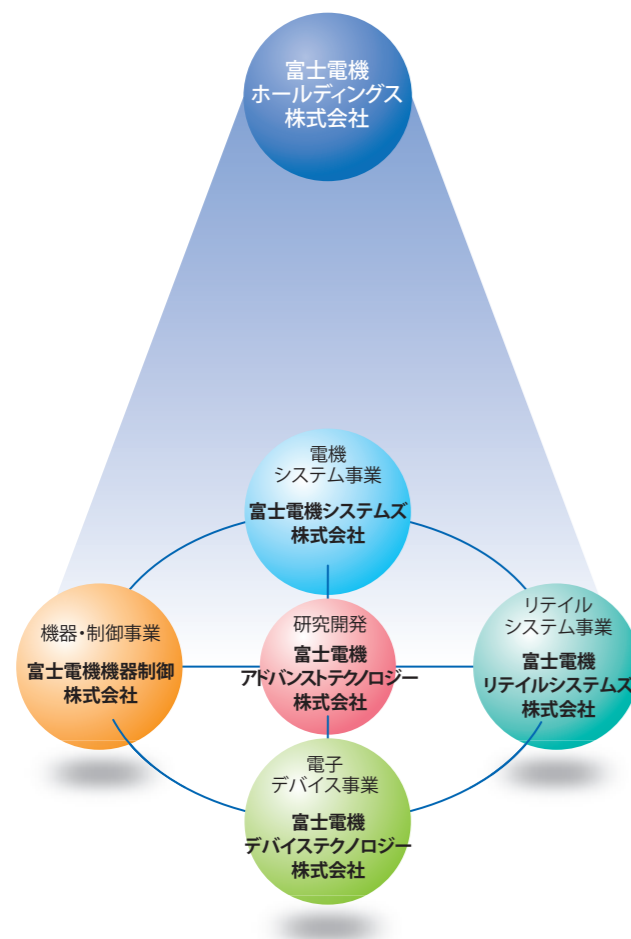 富士電機
ホールディングス
株式会社
電機
システム事業
富士電機システムズ
株式会社
機器・制御事業
富士電機機器制御
株式会社
研究開発
富士電機
アドバンストテクノロジー
株式会社
リテイル
システム事業
富士電機
リテイルシステムズ
株式会社
電子
デバイス事業
富士電機
デバイステクノロジー
株式会社